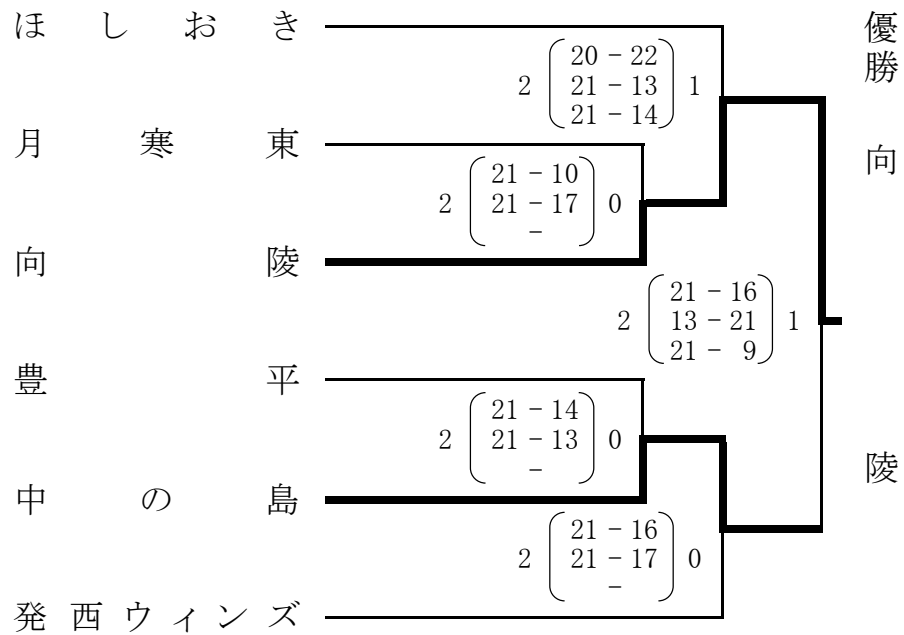 ほしおき
優勝
20 - 22
2 21 - 13 1
21 - 14
月寒東
向陵
21 - 10
2 21 - 17 0
-
向陵
21 - 16
2 13 - 21 1
21 - 9
豊平
21 - 14
2 21 - 13 0
-
中の島
21 - 16
2 21 - 17 0
-
発西ウィンズ